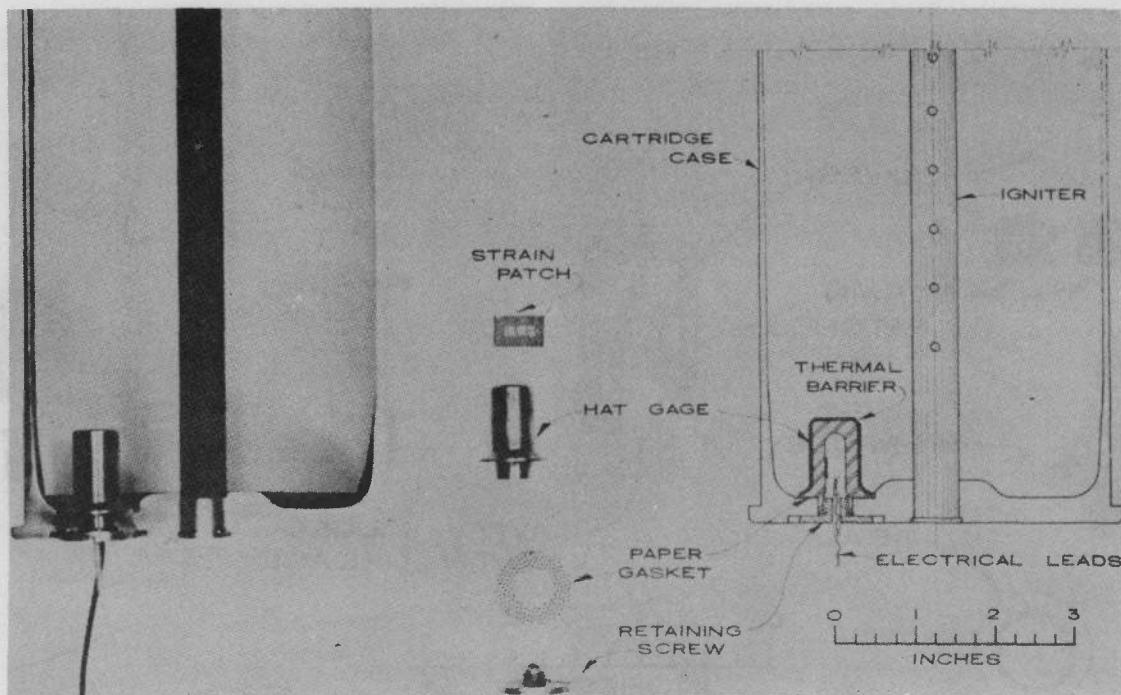 CARTRIDGE
CASE
IGNITER
STRAIN
PATCH
THERMAL
BARRIER
HAT GAGE
PAPER
GASKET
ELECTRICAL LEADS
RETAINING
SCREW
0 1 2 3
INCHES